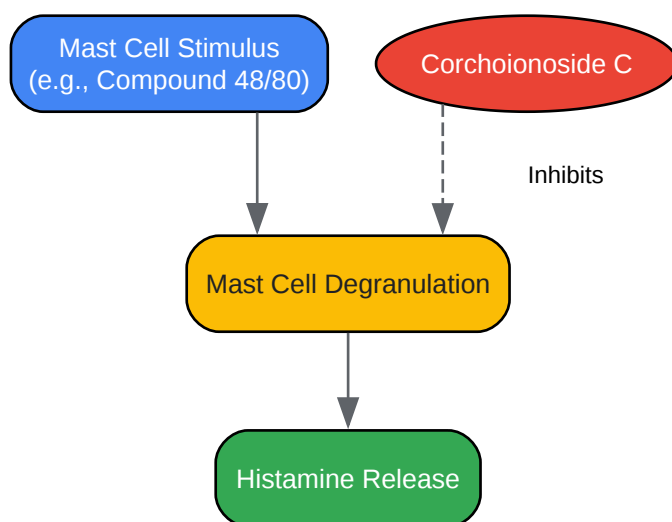 Mast Cell Stimulus
(e.g., Compound 48/80)
Corchoionoside C
Inhibits
Mast Cell Degranulation
Histamine Release